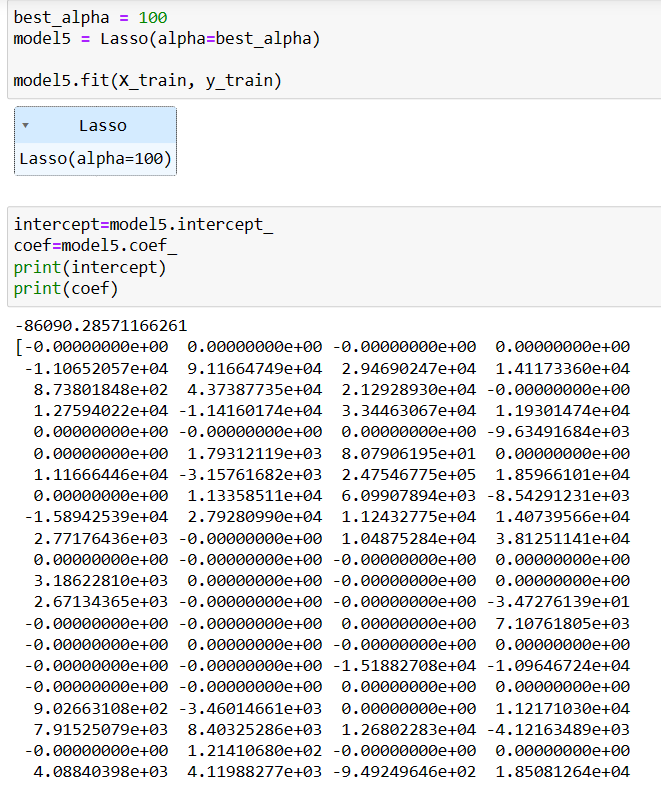 best_alpha = 100
model5 = Lasso(alpha=best_alpha)
model5.fit(X_train, y_train)
Lasso
Lasso(alpha=100)
intercept=model5.intercept_
coef=model5.coef_
print(intercept)
print(coef)
-86090.28571166261
[-0.00000000e+00 0.00000000e+00 -0.00000000e+00 0.00000000e+00
-1.10652057e+04 9.11664749e+04 2.94690247e+04 1.41173360e+04
8.73801848e+02 4.37387735e+04 2.12928930e+04 -0.00000000e+00
1.27594022e+04 -1.14160174e+04 3.34463067e+04 1.19301474e+04
0.00000000e+00 -0.00000000e+00 0.00000000e+00 -9.63491684e+03
0.00000000e+00 1.79312119e+03 8.07906195e+01 0.00000000e+00
1.11666446e+04 -3.15761682e+03 2.47546775e+05 1.85966101e+04
0.00000000e+00 1.13358511e+04 6.09907894e+03 -8.54291231e+03
-1.58942539e+04 2.79280990e+04 1.12432775e+04 1.40739566e+04
2.77176436e+03 -0.00000000e+00 1.04875284e+04 3.81251141e+04
0.00000000e+00 -0.00000000e+00 -0.00000000e+00 0.00000000e+00
3.18622810e+03 0.00000000e+00 -0.00000000e+00 0.00000000e+00
2.67134365e+03 -0.00000000e+00 -0.00000000e+00 -3.47276139e+01
-0.00000000e+00 -0.00000000e+00 0.00000000e+00 7.10761805e+03
-0.00000000e+00 0.00000000e+00 -0.00000000e+00 0.00000000e+00
-0.00000000e+00 -0.00000000e+00 -1.51882708e+04 -1.09646724e+04
-0.00000000e+00 -0.00000000e+00 0.00000000e+00 0.00000000e+00
9.02663108e+02 -3.46014661e+03 0.00000000e+00 1.12171030e+04
7.91525079e+03 8.40325286e+03 1.26802283e+04 -4.12163489e+03
-0.00000000e+00 1.21410680e+02 -0.00000000e+00 0.00000000e+00
4.08840398e+03 4.11988277e+03 -9.49249646e+02 1.85081264e+04